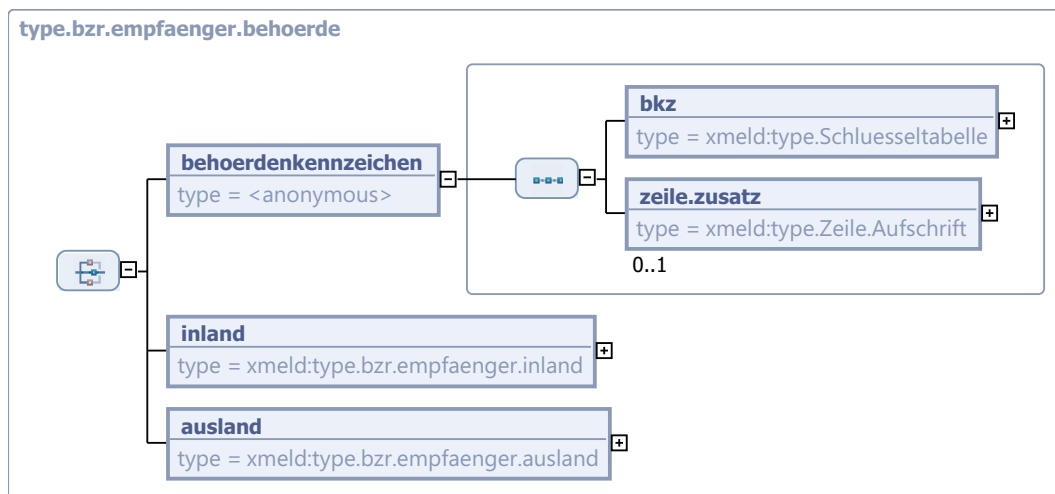 type.bzr.empfaenger.behoerde
behoerdenkennzeichen
type = <anonymous>
bkz
type = xmeld:type.Schluesseltabelle
zeile.zusatz
type = xmeld:type.Zeile.Aufschrift
0..1
inland
type = xmeld:type.bzr.empfaenger.inland
ausland
type = xmeld:type.bzr.empfaenger.ausland